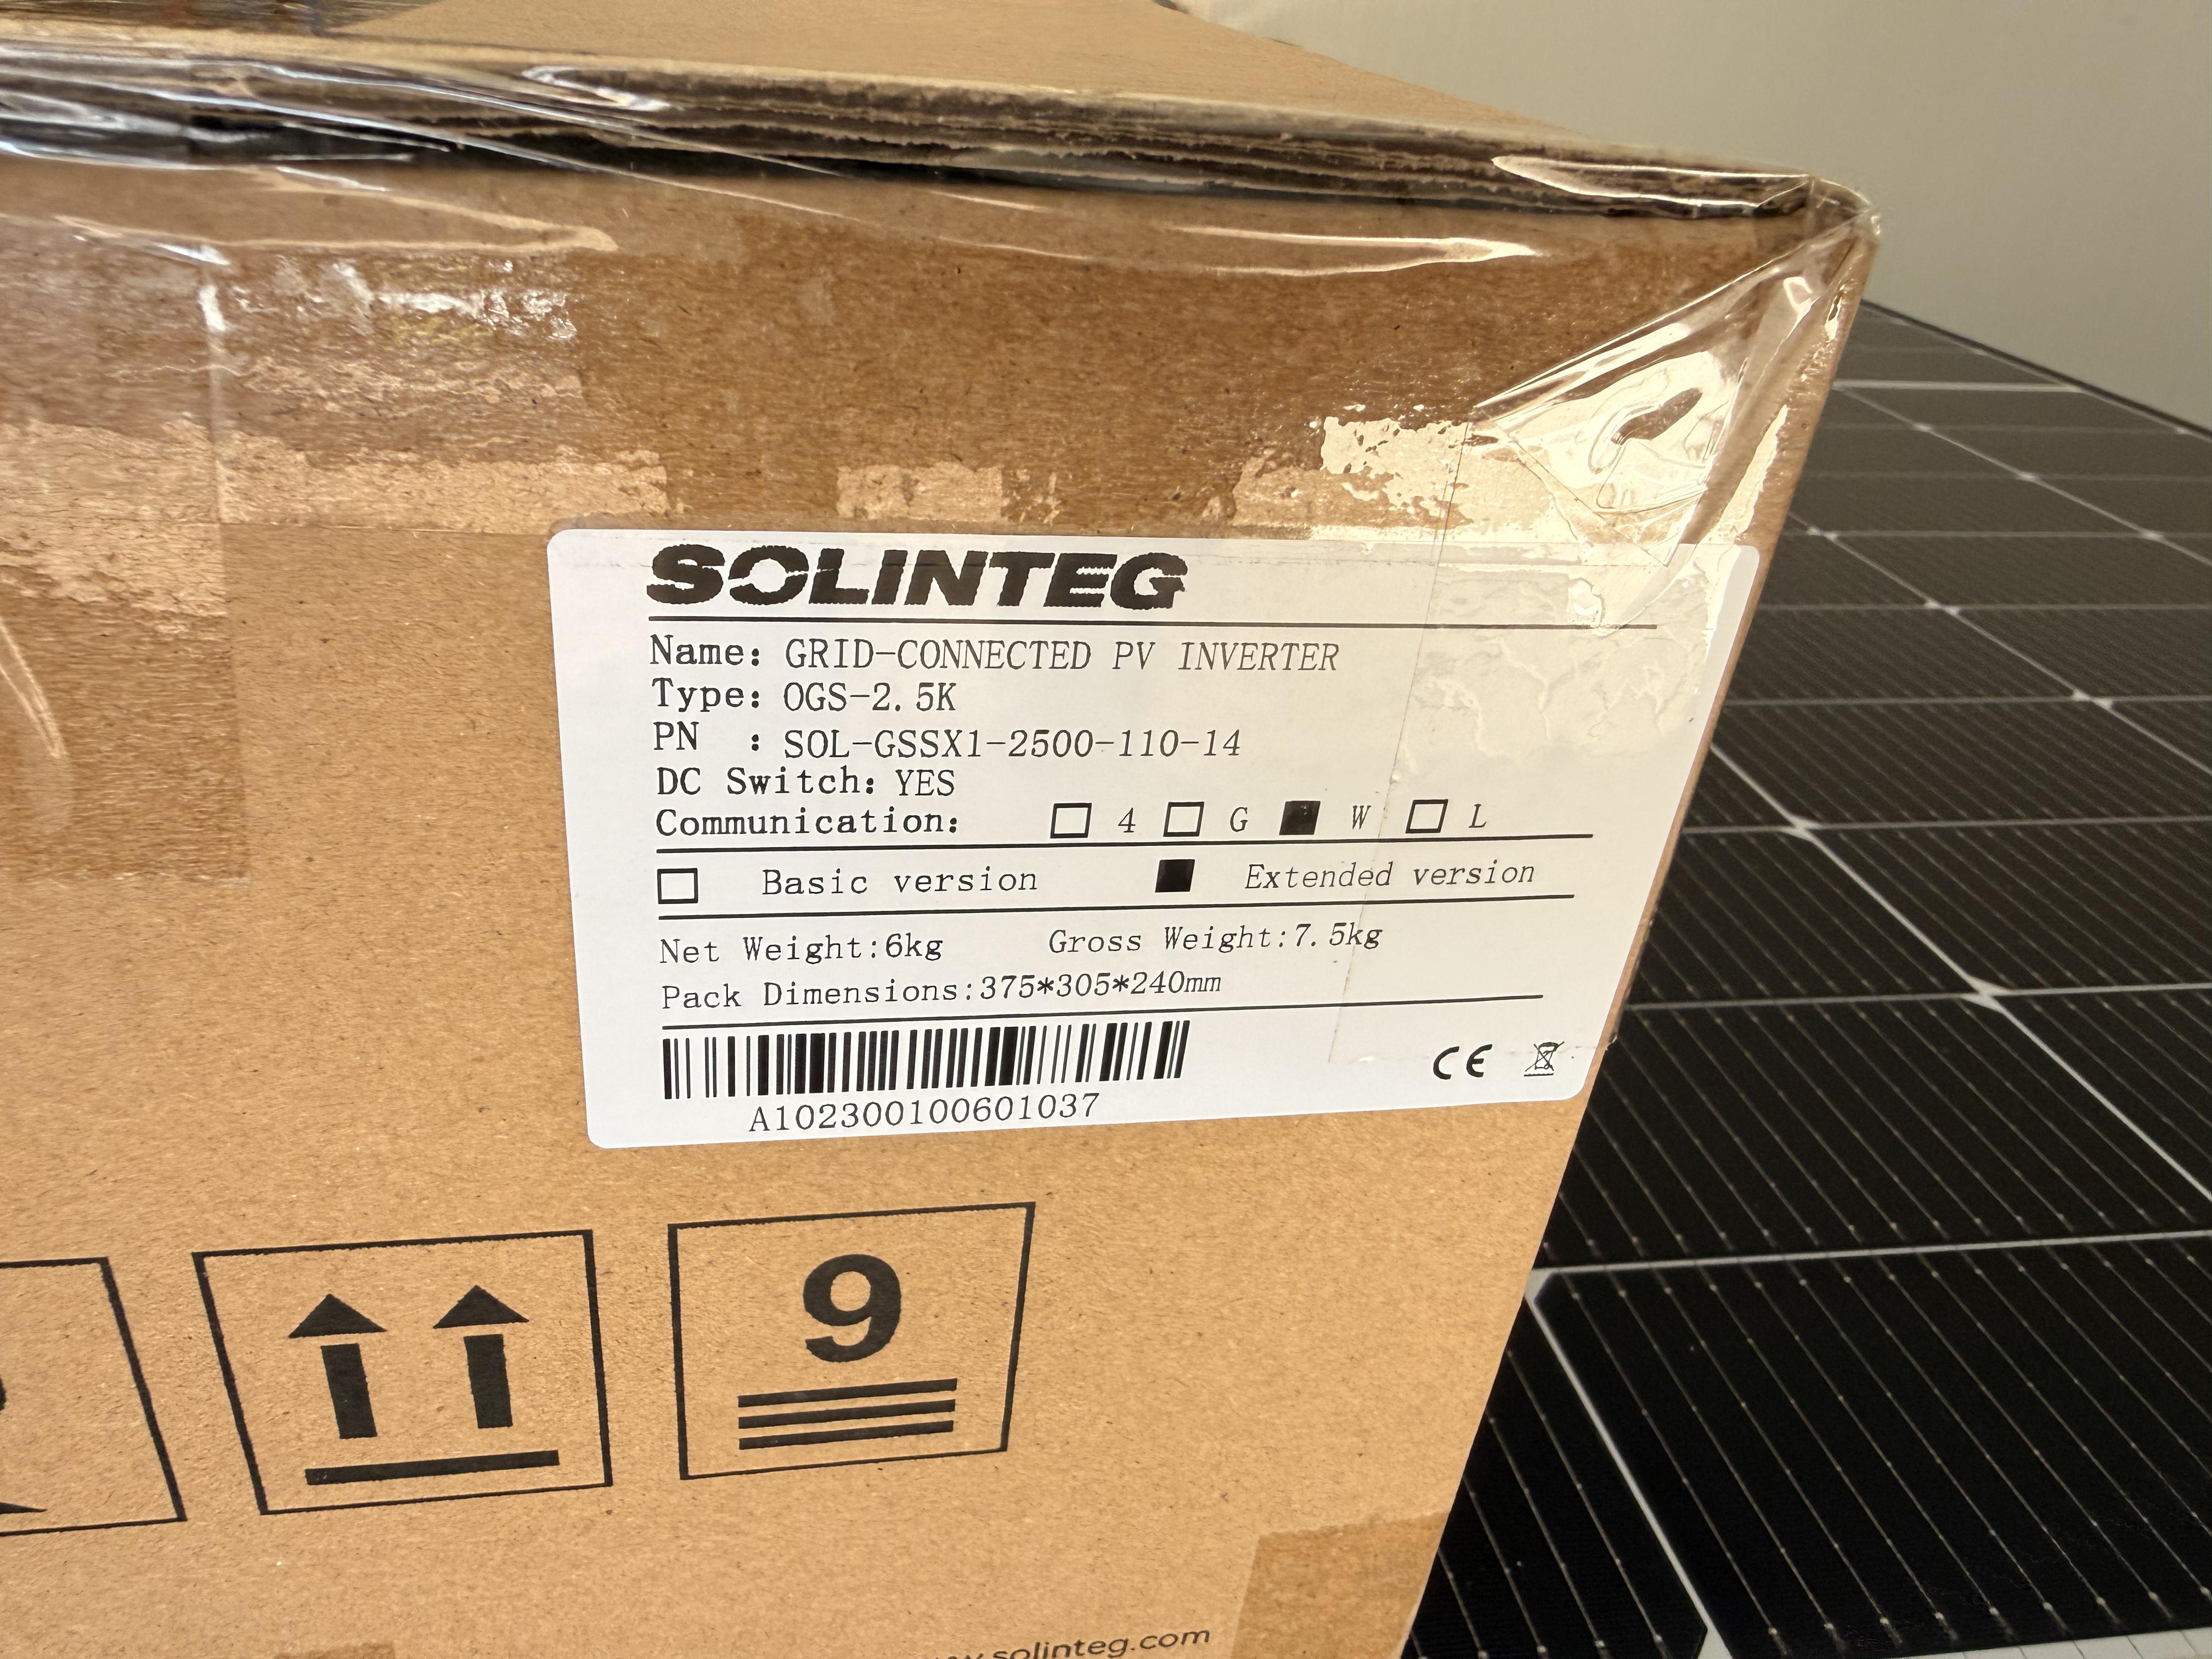 SOLINTEG
Name: GRID-CONNECTED PV INVERTER
Type: OGS-2.5K
PN : SOL-GSSX1-2500-110-14
DC Switch: YES
Communication: 4 G W L
Basic version Extended version
Net Weight:6kg Gross Weight:7.5kg
Pack Dimensions:375*305*240mm
A102300100601037
CE
9
solinteg.com